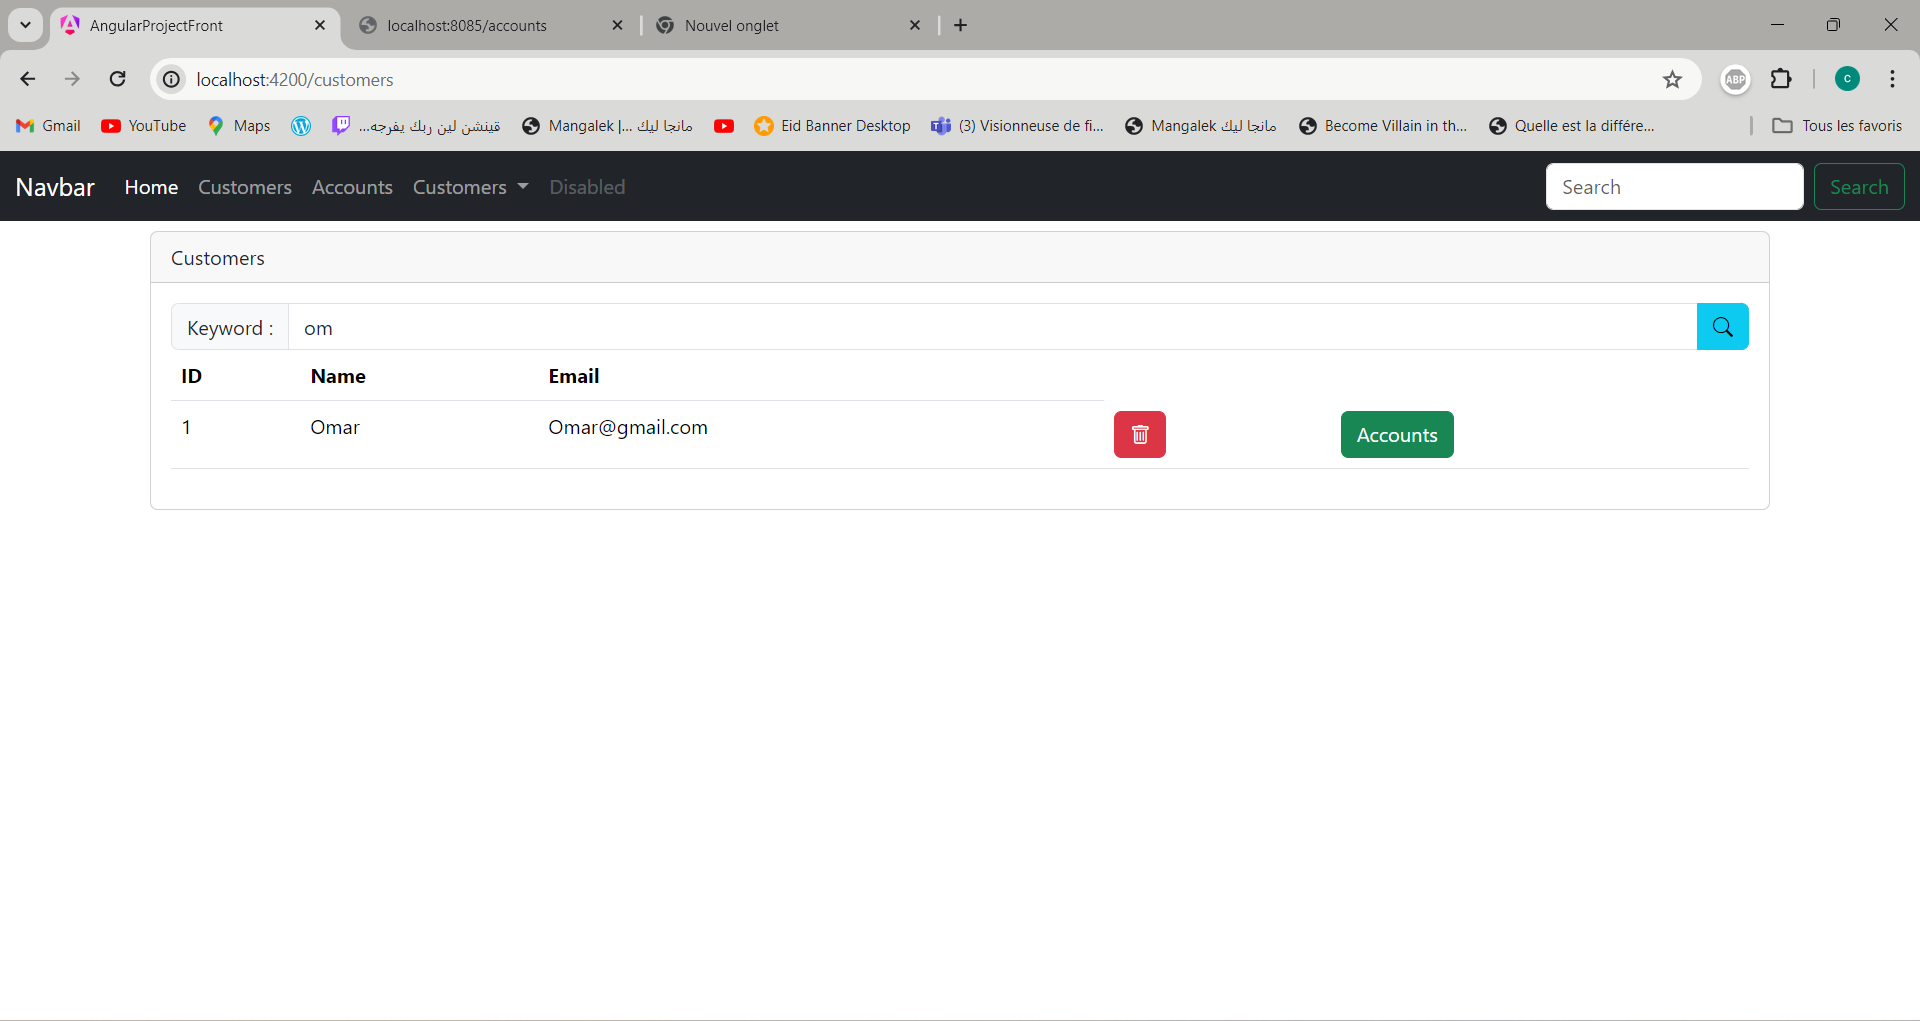 AngularProjectFront
localhost:8085/accounts
Nouvel onglet
localhost:4200/customers
ABP
C
Gmail
YouTube
Maps
قينشن لين ربك يفرجه...
Mangalek |... مانجا ليك
Eid Banner Desktop
(3) Visionneuse de fi...
Mangalek مانجا ليك
Become Villain in th...
Quelle est la différe...
Tous les favoris
Navbar
Home
Customers
Accounts
Customers
Disabled
Search
Search
Customers
Keyword :
om
ID Name Email
1 Omar Omar@gmail.com Accounts